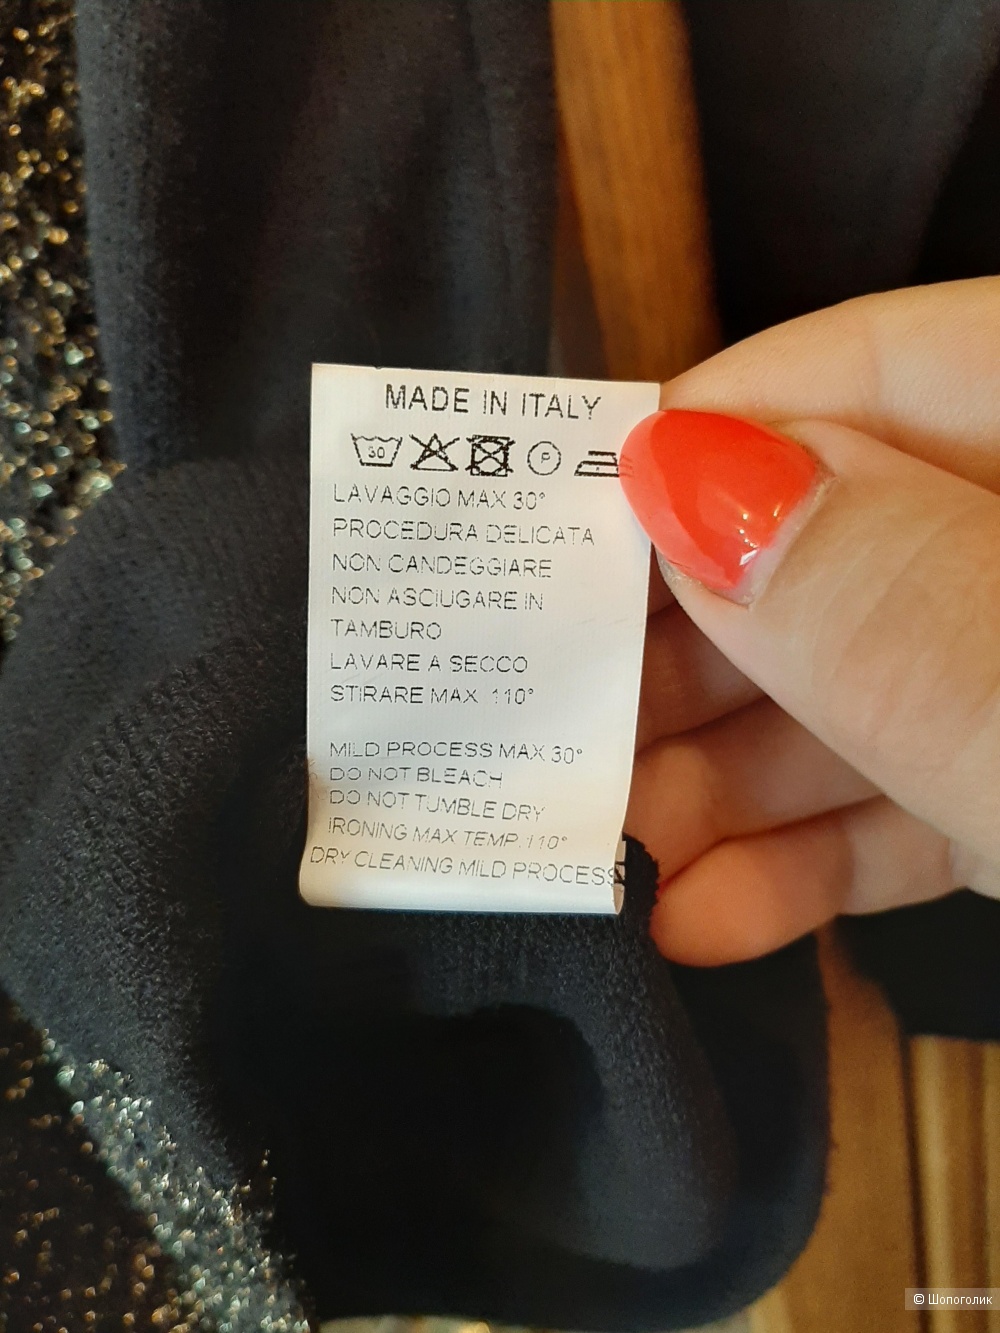 MADE IN ITALY
30 P
LAVAGGIO MAX 30°
PROCEDURA DELICATA
NON CANDEGGIARE
NON ASCIUGARE IN
TAMBURO
LAVARE A SECCO
STIRARE MAX 110°
MILD PROCESS MAX 30°
DO NOT BLEACH
DO NOT TUMBLE DRY
IRONING MAX TEMP. 110°
DRY CLEANING MILD PROCESS
© Шопоголик